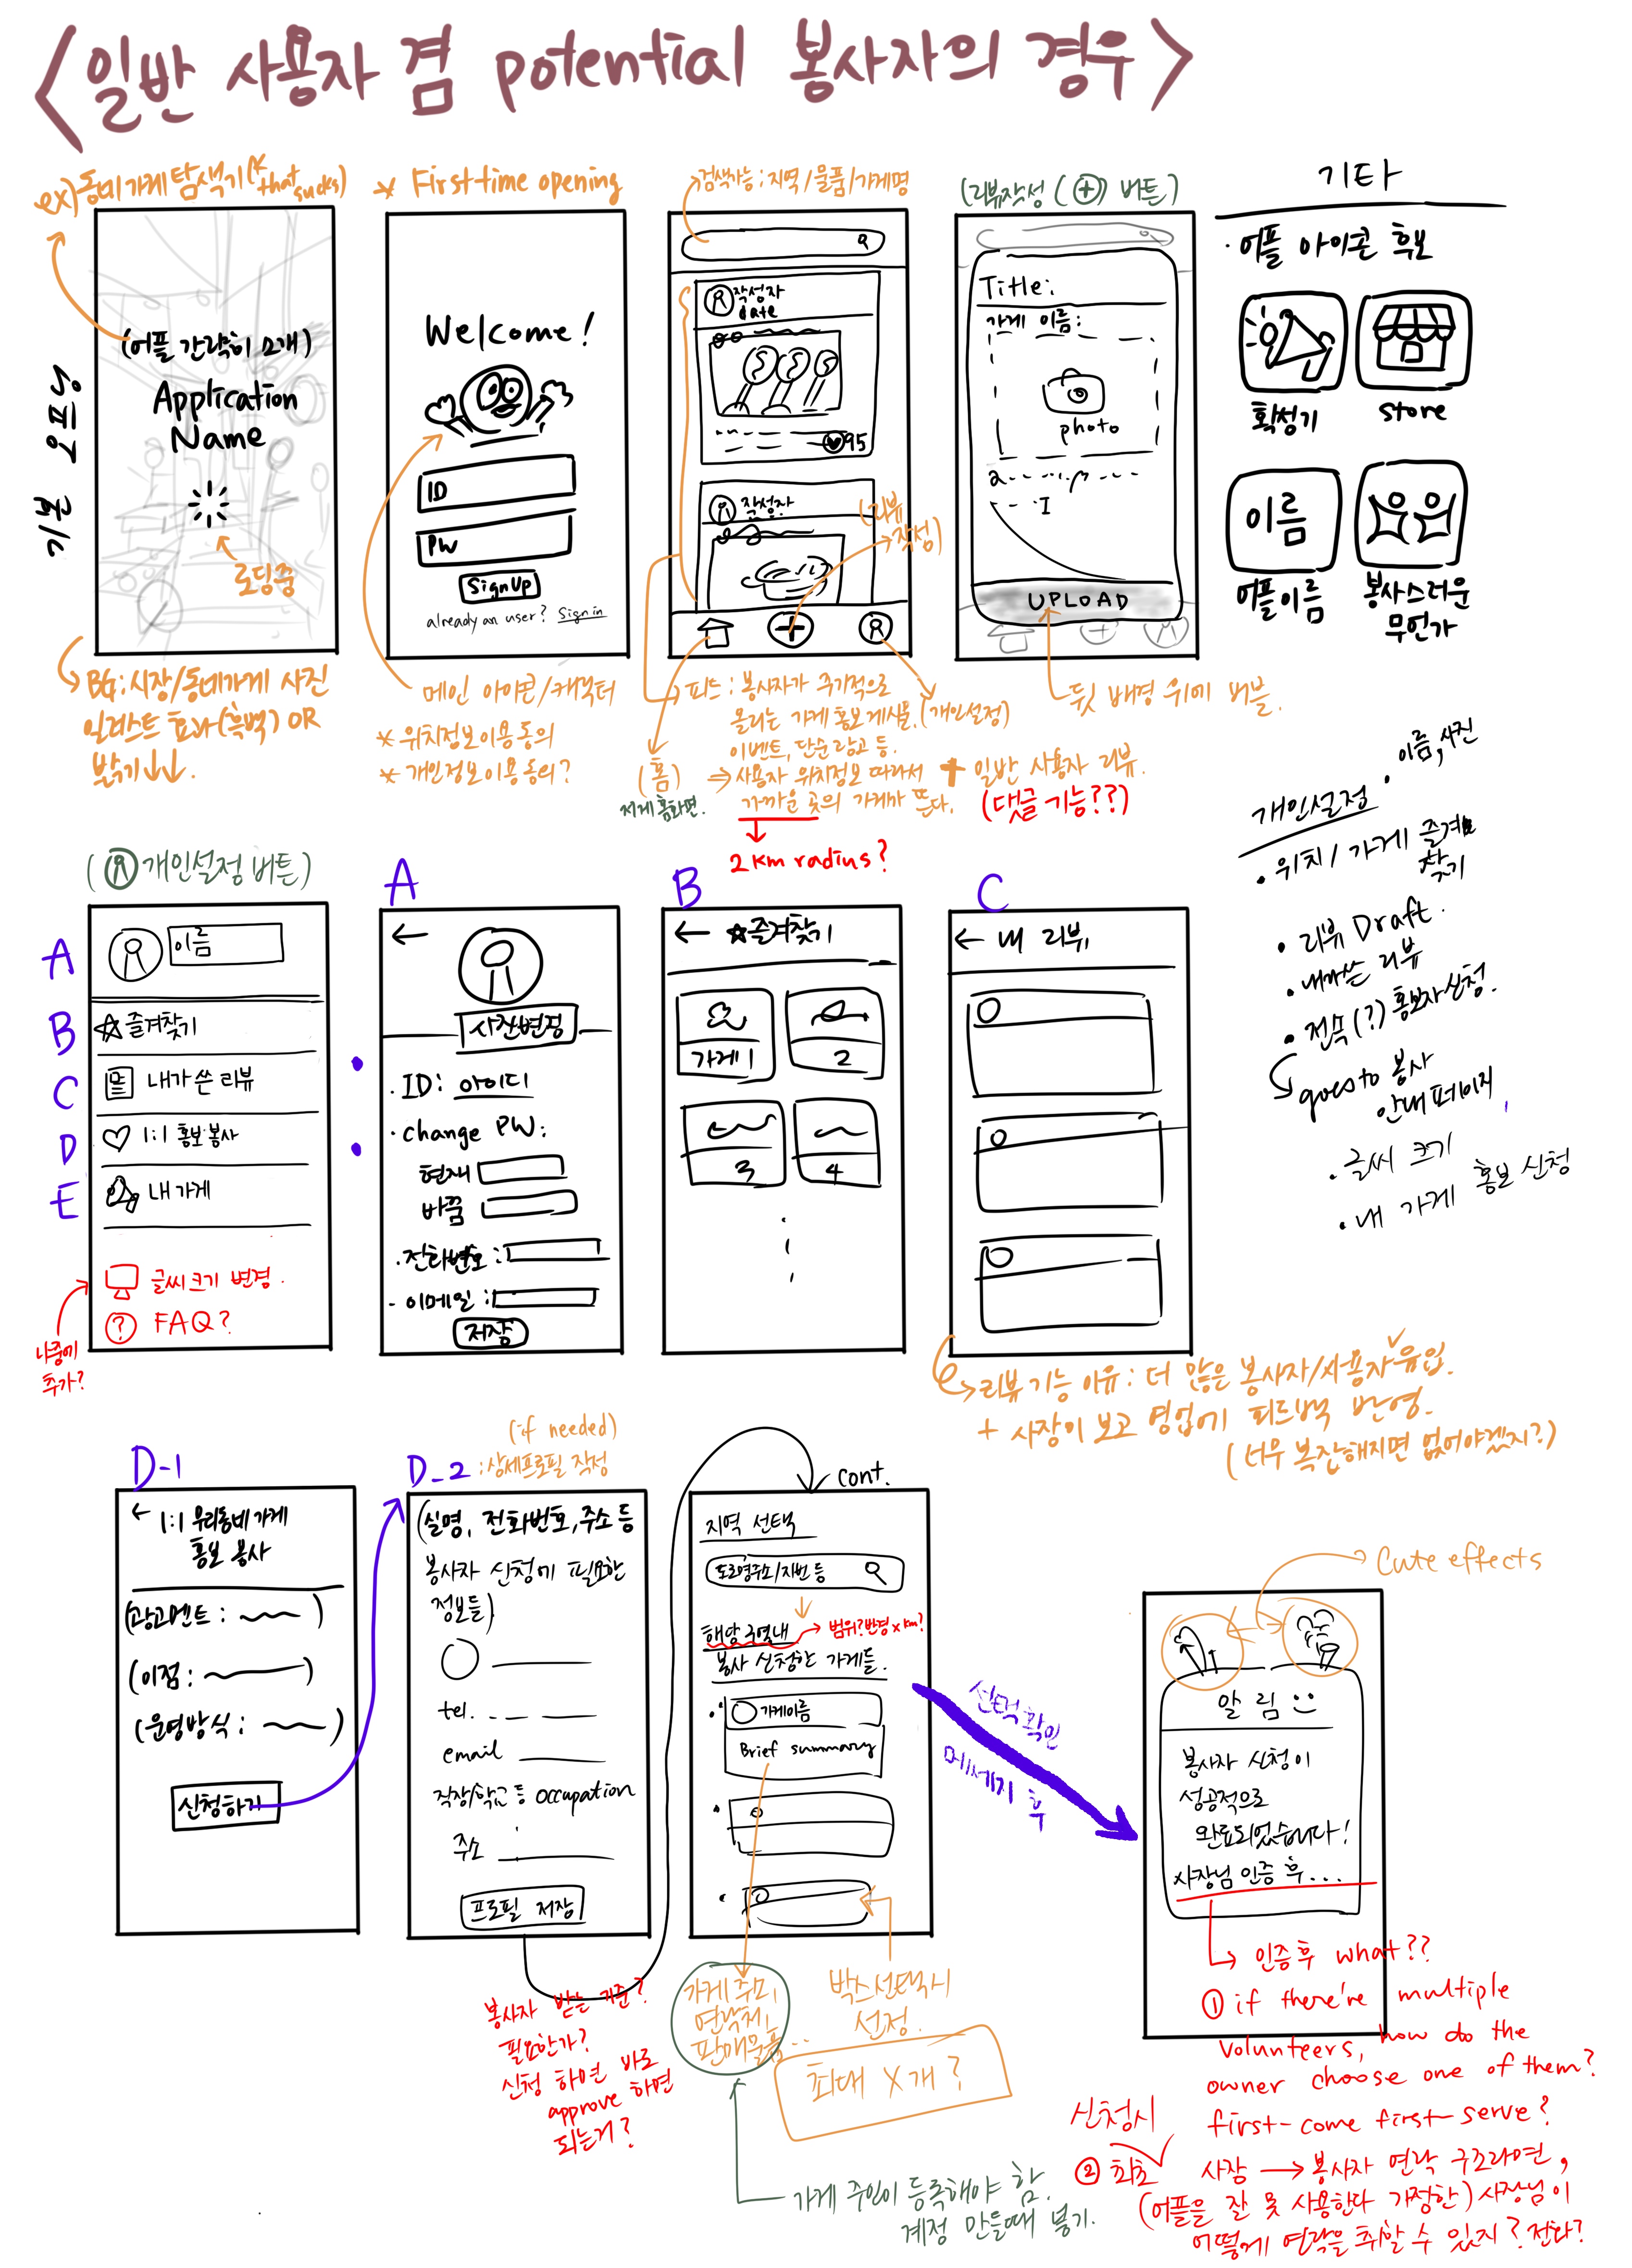 <일반 사용자 겸 potential 봉사자의 경우>
ex) 동네가게 탐색기 (*that sucks)
기본 오프닝
(어플 간략히 소개)
Application
Name
로딩중
BG: 시장/동네가게 사진
일러스트 효과(흑백) OR
밝기↓↓.
* First-time opening
Welcome!
ID
PW
Sign Up
already an user? Sign in
메인 아이콘/캐릭터
* 위치정보이용동의
* 개인정보이용동의?
검색가능: 지역/물품/가게명
작성자
date
95
작성자
(리뷰
작성)
피드: 봉사자가 주기적으로
올리는 가게 홍보게시물,
이벤트, 단순 광고 등.
⇒ 사용자 위치정보 따라서
가까운 곳의 가게가 뜬다.
(개인설정)
+ 일반 사용자 리뷰.
(댓글 기능??)
(홈)
저게 홈화면.
2km radius?
(리뷰작성 (+) 버튼)
Title:
가게 이름:
photo
UPLOAD
뒷 배경 위에 버블.
기타
· 어플 아이콘 후보
확성기
store
이름
어플이름
봉사스러운
무언가
개인설정
· 이름, 사진
· 위치/가게 즐겨
찾기
· 리뷰 Draft.
· 내가쓴 리뷰
· 전속(?) 홍보자신청.
goes to 봉사
안내 페이지
· 글씨 크기
· 내 가게 홍보 신청
( 개인설정 버튼)
A
이름
B
즐겨찾기
C
내가 쓴 리뷰
D
1:1 홍보봉사
E
내 가게
글씨크기 변경.
? FAQ?
나중에
추가?
A
←
사진변경
· ID: 아이디
· Change PW:
현재
바꿈
· 전화번호:
· 이메일:
저장
B
← ☆즐겨찾기
가게1
2
3
4
C
← 내 리뷰
리뷰 기능 이유: 더 많은 봉사자/사용자 유입.
+ 사장이 보고 영업에 피드백 반영.
(너무 복잡해지면 없어야겠지?)
D-1
← 1:1 우리동네 가게
홍보 봉사
(광고멘트: )
(이점: )
(운영방식: )
신청하기
(if needed)
D-2 : 상세프로필 작성
(실명, 전화번호, 주소 등
봉사자 신청에 필요한
정보들)
tel.
email
직장/학교 등 occupation
주소
프로필 저장
봉사자 받는 기준?
필요한가?
신청 하면 바로
approve 하면
되는거?
cont.
지역 선택
도로명주소/지번 등
해당 구역내
범위? 반경 x km?
봉사 신청한 가게들.
가게이름
Brief summary
가게 주소,
연락처,
판매물품..
박스선택시
선정.
최대 X개?
가게 주인이 등록해야 함.
계정 만들때 묻기.
선택확인
메세지 후
Cute effects
알림
봉사자 신청이
성공적으로
완료되었습니다!
사장님 인증 후...
인증후 what??
① if there're multiple
volunteers, how do the
owner choose one of them?
first-come first-serve?
신청시
② 최초 사장 → 봉사자 연락 구조라면,
(어플을 잘 못 사용한다 가정한) 사장님이
어떻게 연락을 취할 수 있지? 전화?